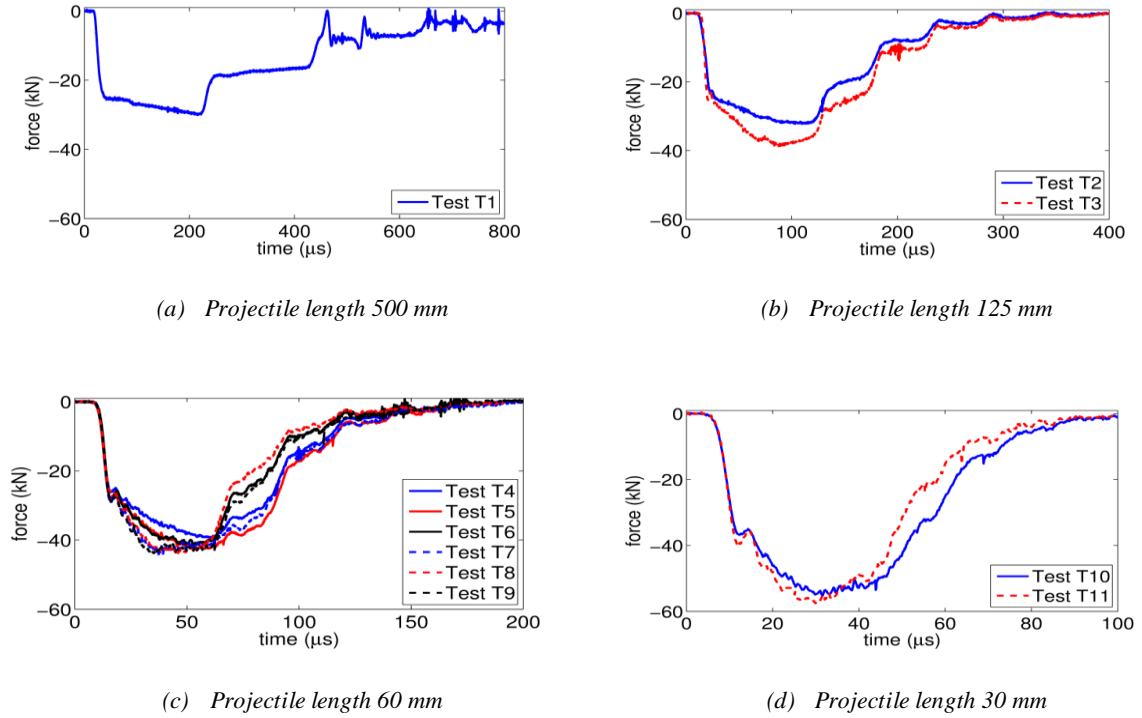 0
−20
−40
−60
force (kN)
0 200 400 600 800
time (μs)
Test T1
(a) Projectile length 500 mm
0
−20
−40
−60
force (kN)
0 100 200 300 400
time (μs)
Test T2
Test T3
(b) Projectile length 125 mm
0
−20
−40
−60
force (kN)
0 50 100 150 200
time (μs)
Test T4
Test T5
Test T6
Test T7
Test T8
Test T9
(c) Projectile length 60 mm
0
−20
−40
−60
force (kN)
0 20 40 60 80 100
time (μs)
Test T10
Test T11
(d) Projectile length 30 mm